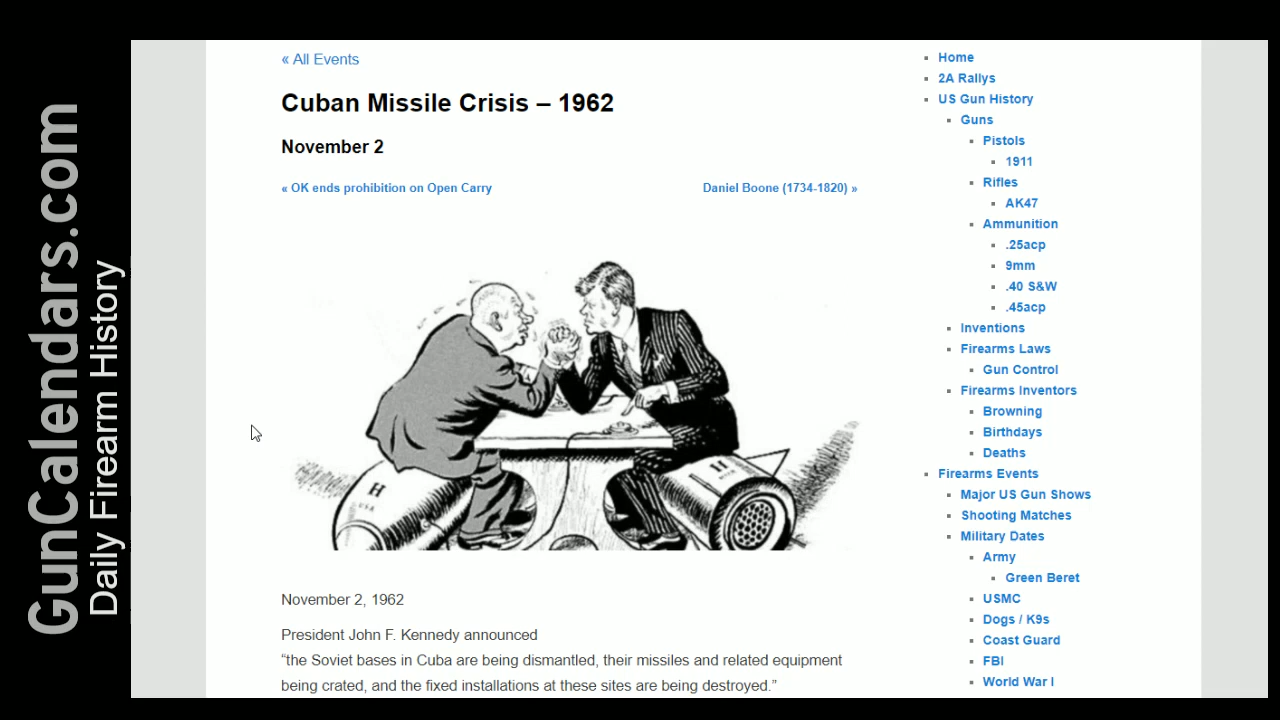 GunCalendars.com
Daily Firearm History
« All Events
Cuban Missile Crisis – 1962
November 2
« OK ends prohibition on Open Carry
Daniel Boone (1734-1820) »
H
USA
H
November 2, 1962
President John F. Kennedy announced
“the Soviet bases in Cuba are being dismantled, their missiles and related equipment
being crated, and the fixed installations at these sites are being destroyed.”
Home
2A Rallys
US Gun History
Guns
Pistols
1911
Rifles
AK47
Ammunition
.25acp
9mm
.40 S&W
.45acp
Inventions
Firearms Laws
Gun Control
Firearms Inventors
Browning
Birthdays
Deaths
Firearms Events
Major US Gun Shows
Shooting Matches
Military Dates
Army
Green Beret
USMC
Dogs / K9s
Coast Guard
FBI
World War I